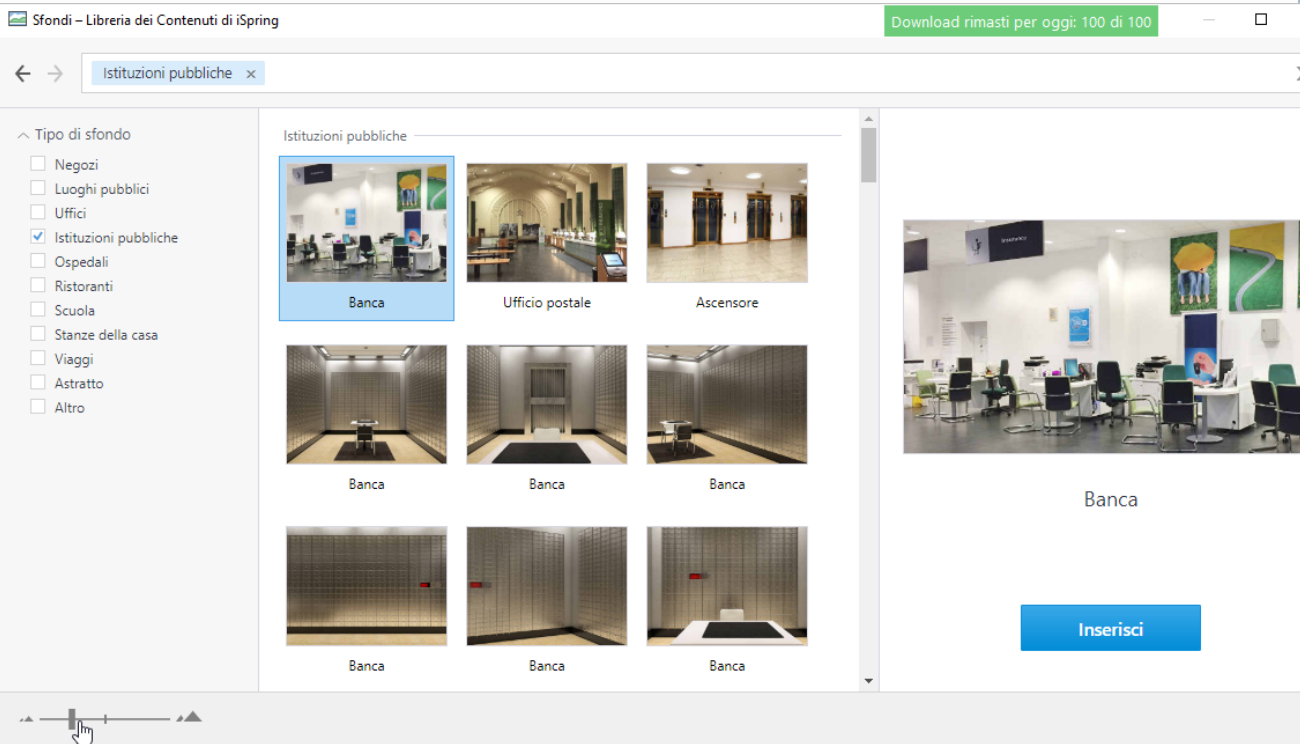 Sfondi – Libreria dei Contenuti di iSpring
Download rimasti per oggi: 100 di 100
Istituzioni pubbliche ×
Tipo di sfondo
Negozi
Luoghi pubblici
Uffici
Istituzioni pubbliche
Ospedali
Ristoranti
Scuola
Stanze della casa
Viaggi
Astratto
Altro
Istituzioni pubbliche
Banca
Ufficio postale
Ascensore
Banca
Banca
Banca
Banca
Banca
Banca
Banca
Inserisci